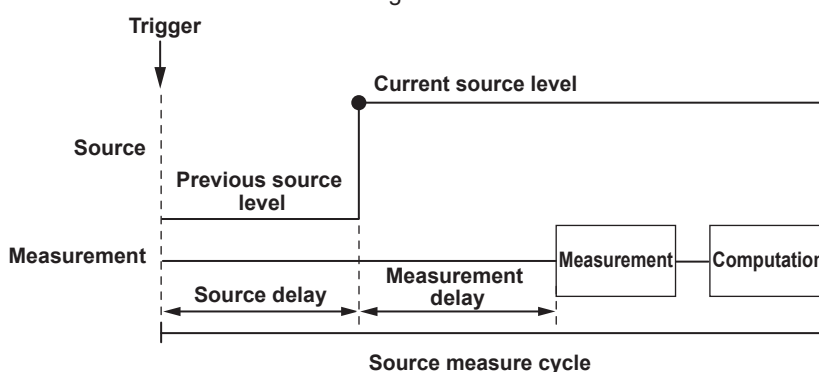 g
Trigger
Current source level
Source
Previous source
level
Measurement
Measurement
Computation
Source delay
Measurement
delay
Source measure cycle